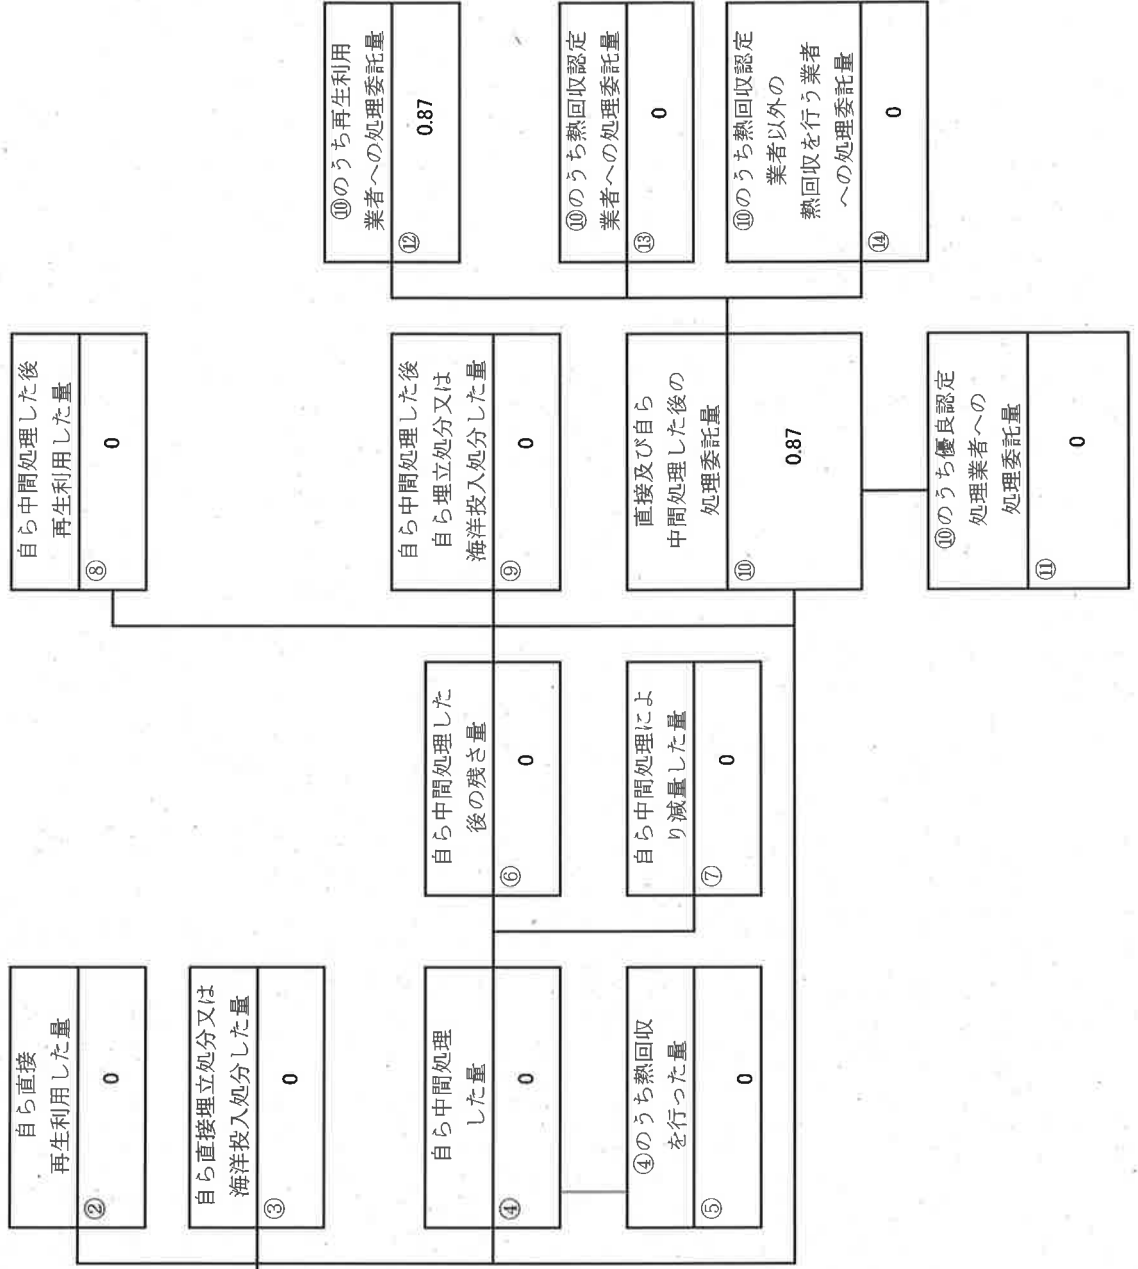 自ら直接
再生利用した量
②
0
自ら直接埋立処分又は
海洋投入処分した量
③
0
自ら中間処理
した量
④
0
④のうち熱回収
を行った量
⑤
0
自ら中間処理した
後の残さ量
⑥
0
自ら中間処理によ
り減量した量
⑦
0
自ら中間処理した後
再生利用した量
⑧
0
自ら中間処理した後
自ら埋立処分又は
海洋投入処分した量
⑨
0
直接及び自ら
中間処理した後の
処理委託量
⑩
0.87
⑩のうち優良認定
処理業者への
処理委託量
⑪
0
⑩のうち再生利用
業者への処理委託量
⑫
0.87
⑩のうち熱回収認定
業者への処理委託量
⑬
0
⑩のうち熱回収認定
業者以外の
熱回収を行う業者
への処理委託量
⑭
0